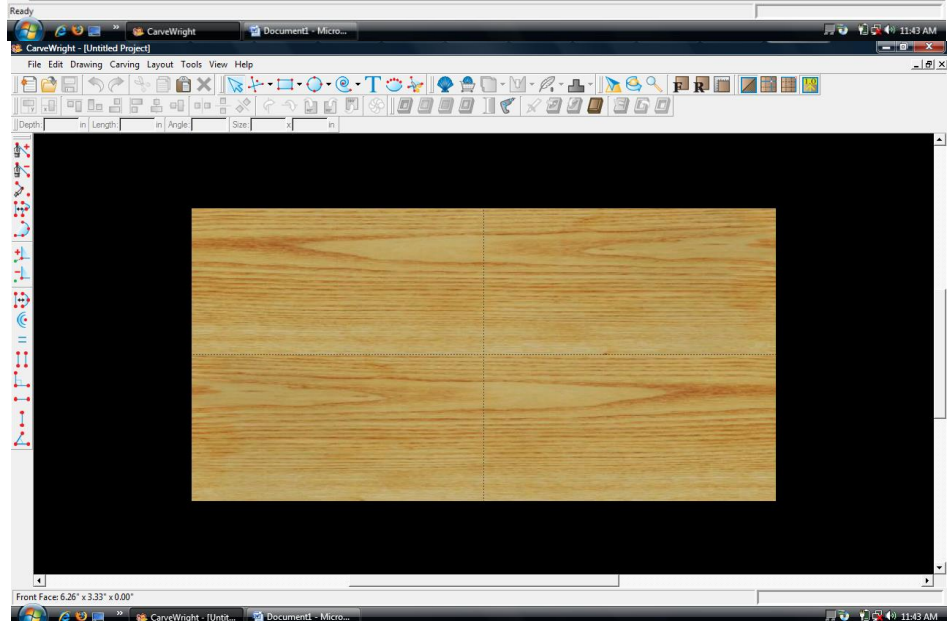 Ready
CarveWright
Document1 - Micro...
11:43 AM
CarveWright - [Untitled Project]
File Edit Drawing Carving Layout Tools View Help
T F R
Depth: in Length: in Angle: Size: x in
Front Face: 6.26" x 3.33" x 0.00"
CarveWright - [Untit...
Document1 - Micro...
11:43 AM